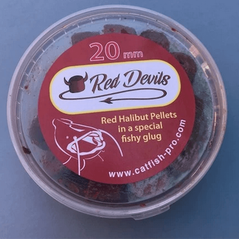 20 mm
Red Devils
Red Halibut Pellets
in a special
fishy glug
www.catfish-pro.com